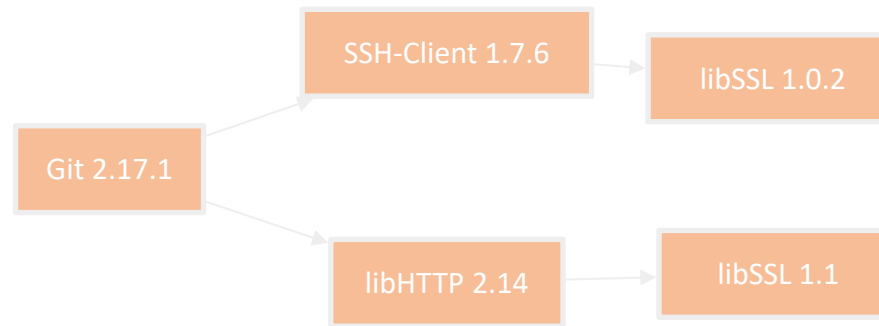 SSH-Client 1.7.6
libSSL 1.0.2
Git 2.17.1
libHTTP 2.14
libSSL 1.1